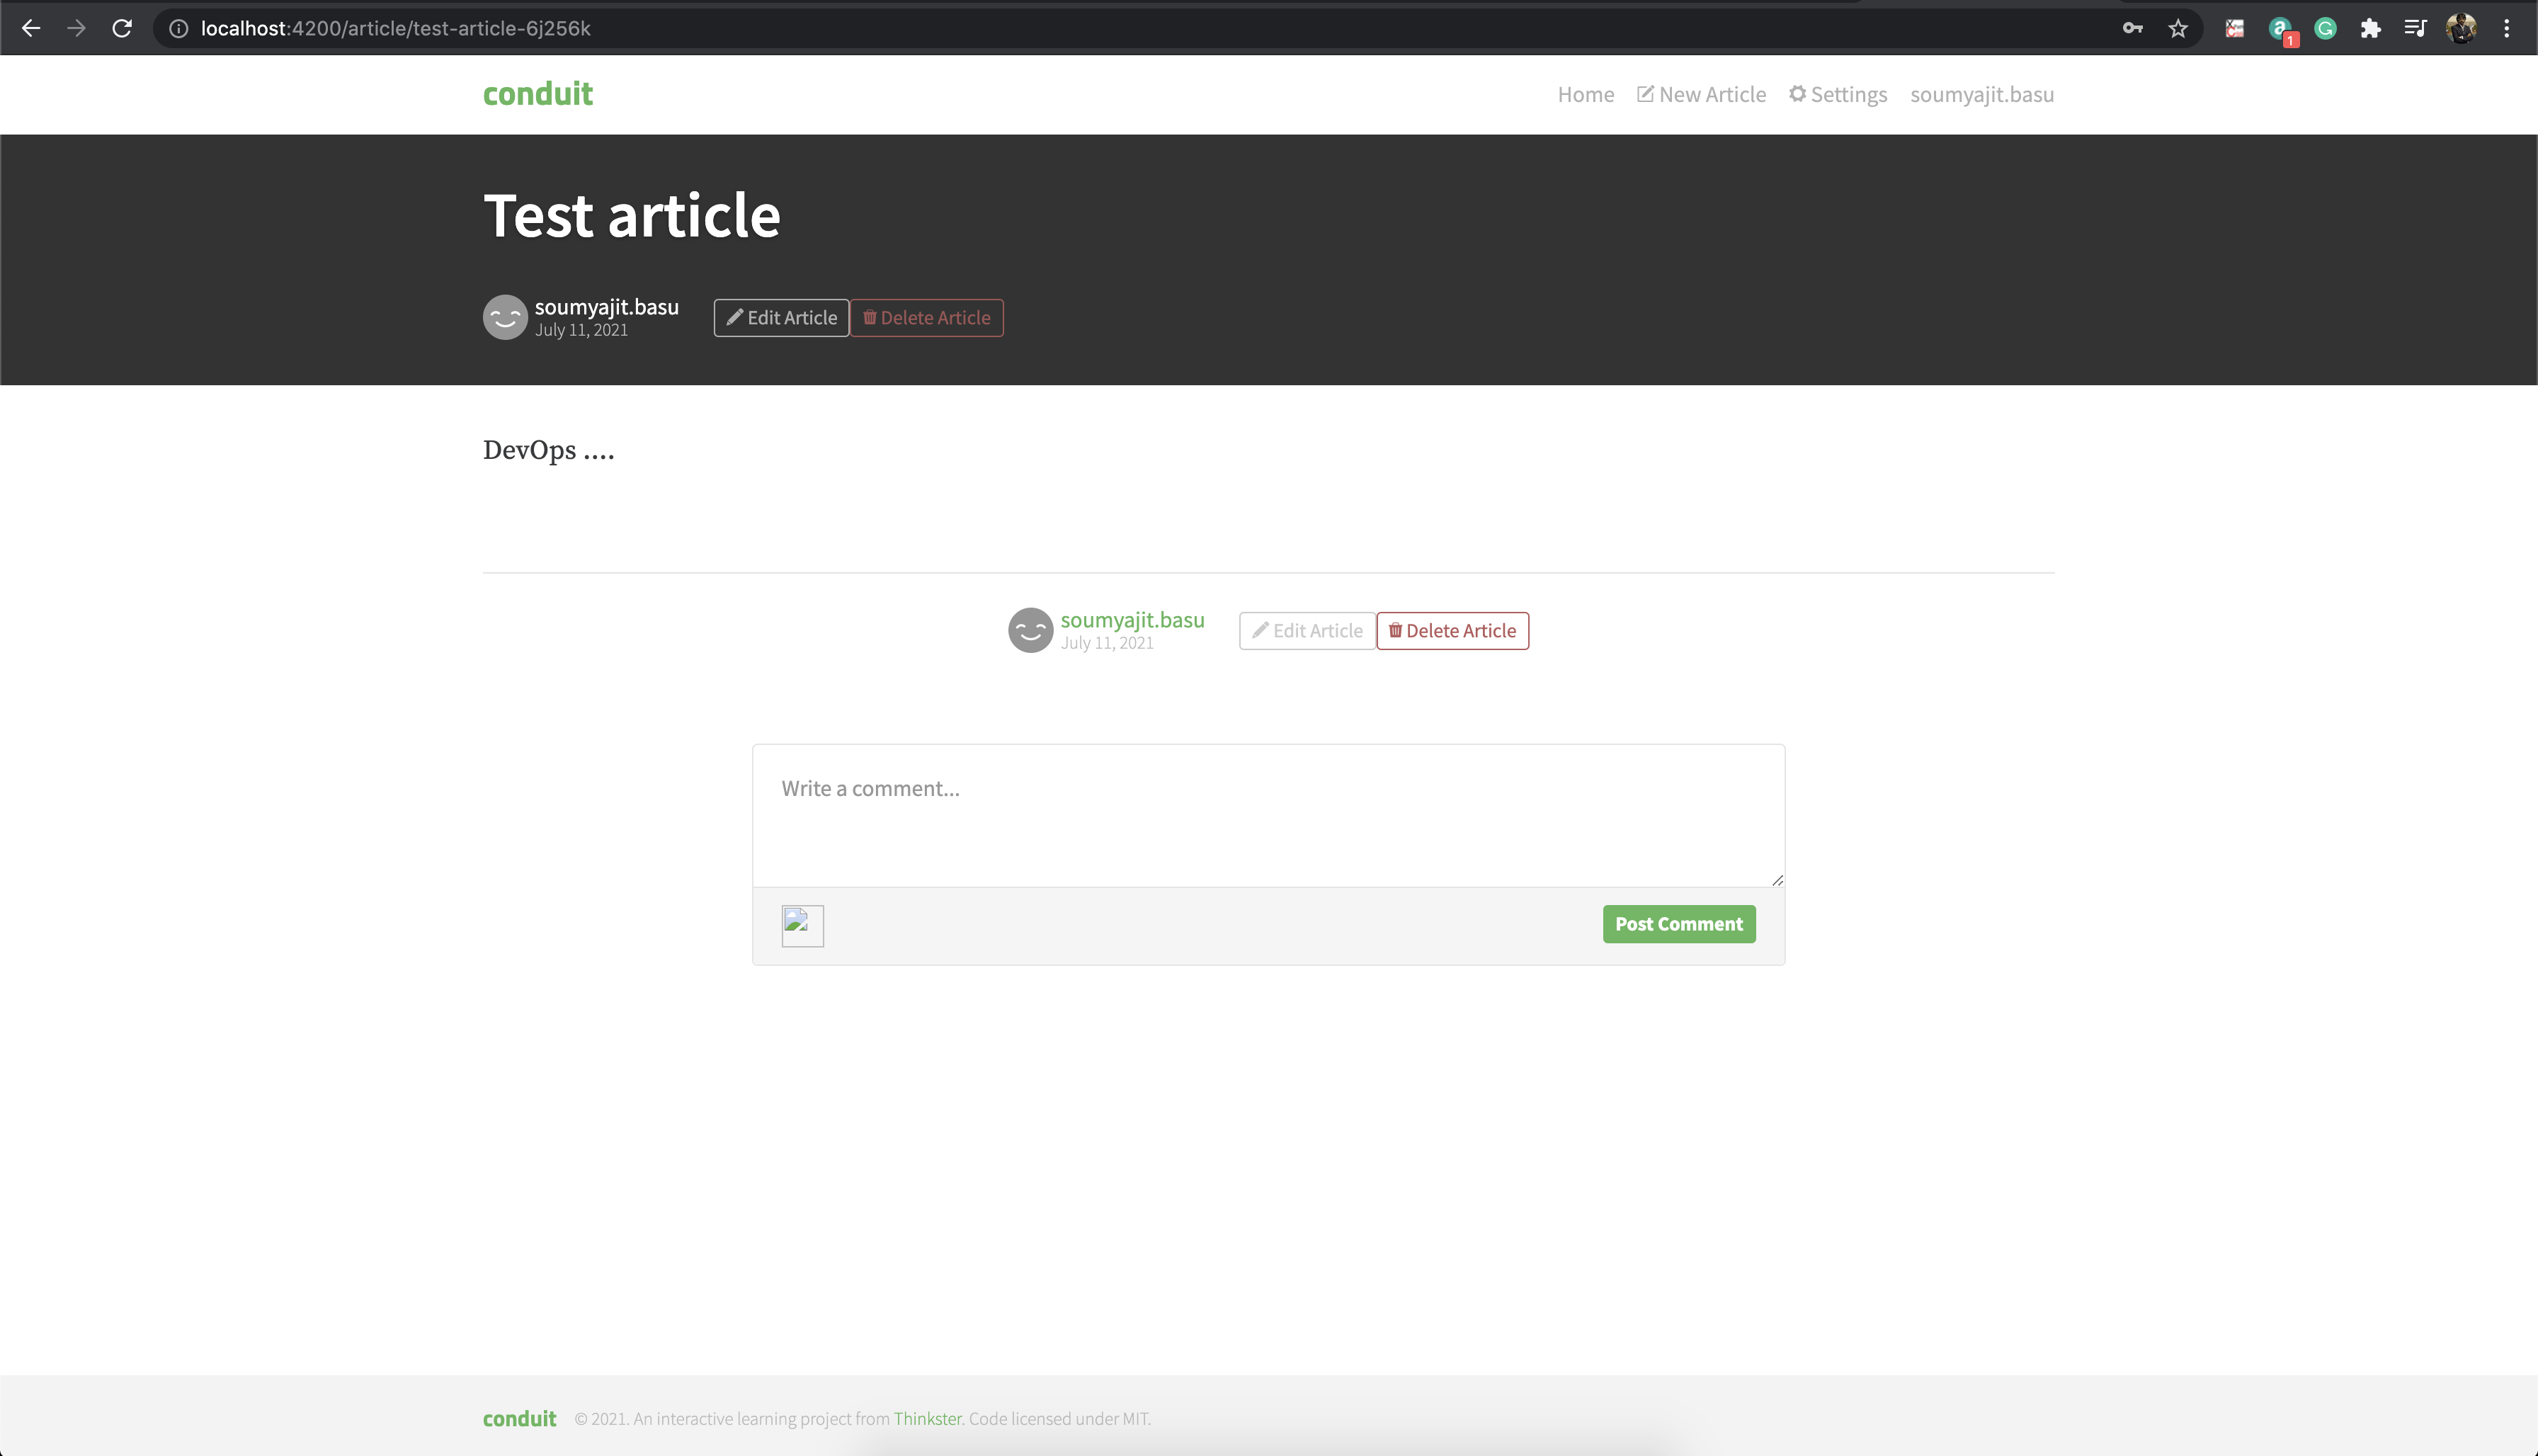 localhost:4200/article/test-article-6j256k
1
conduit
Home New Article Settings soumyajit.basu
Test article
soumyajit.basu
July 11, 2021
Edit Article Delete Article
DevOps ....
soumyajit.basu
July 11, 2021
Edit Article Delete Article
Write a comment...
Post Comment
conduit © 2021. An interactive learning project from Thinkster. Code licensed under MIT.